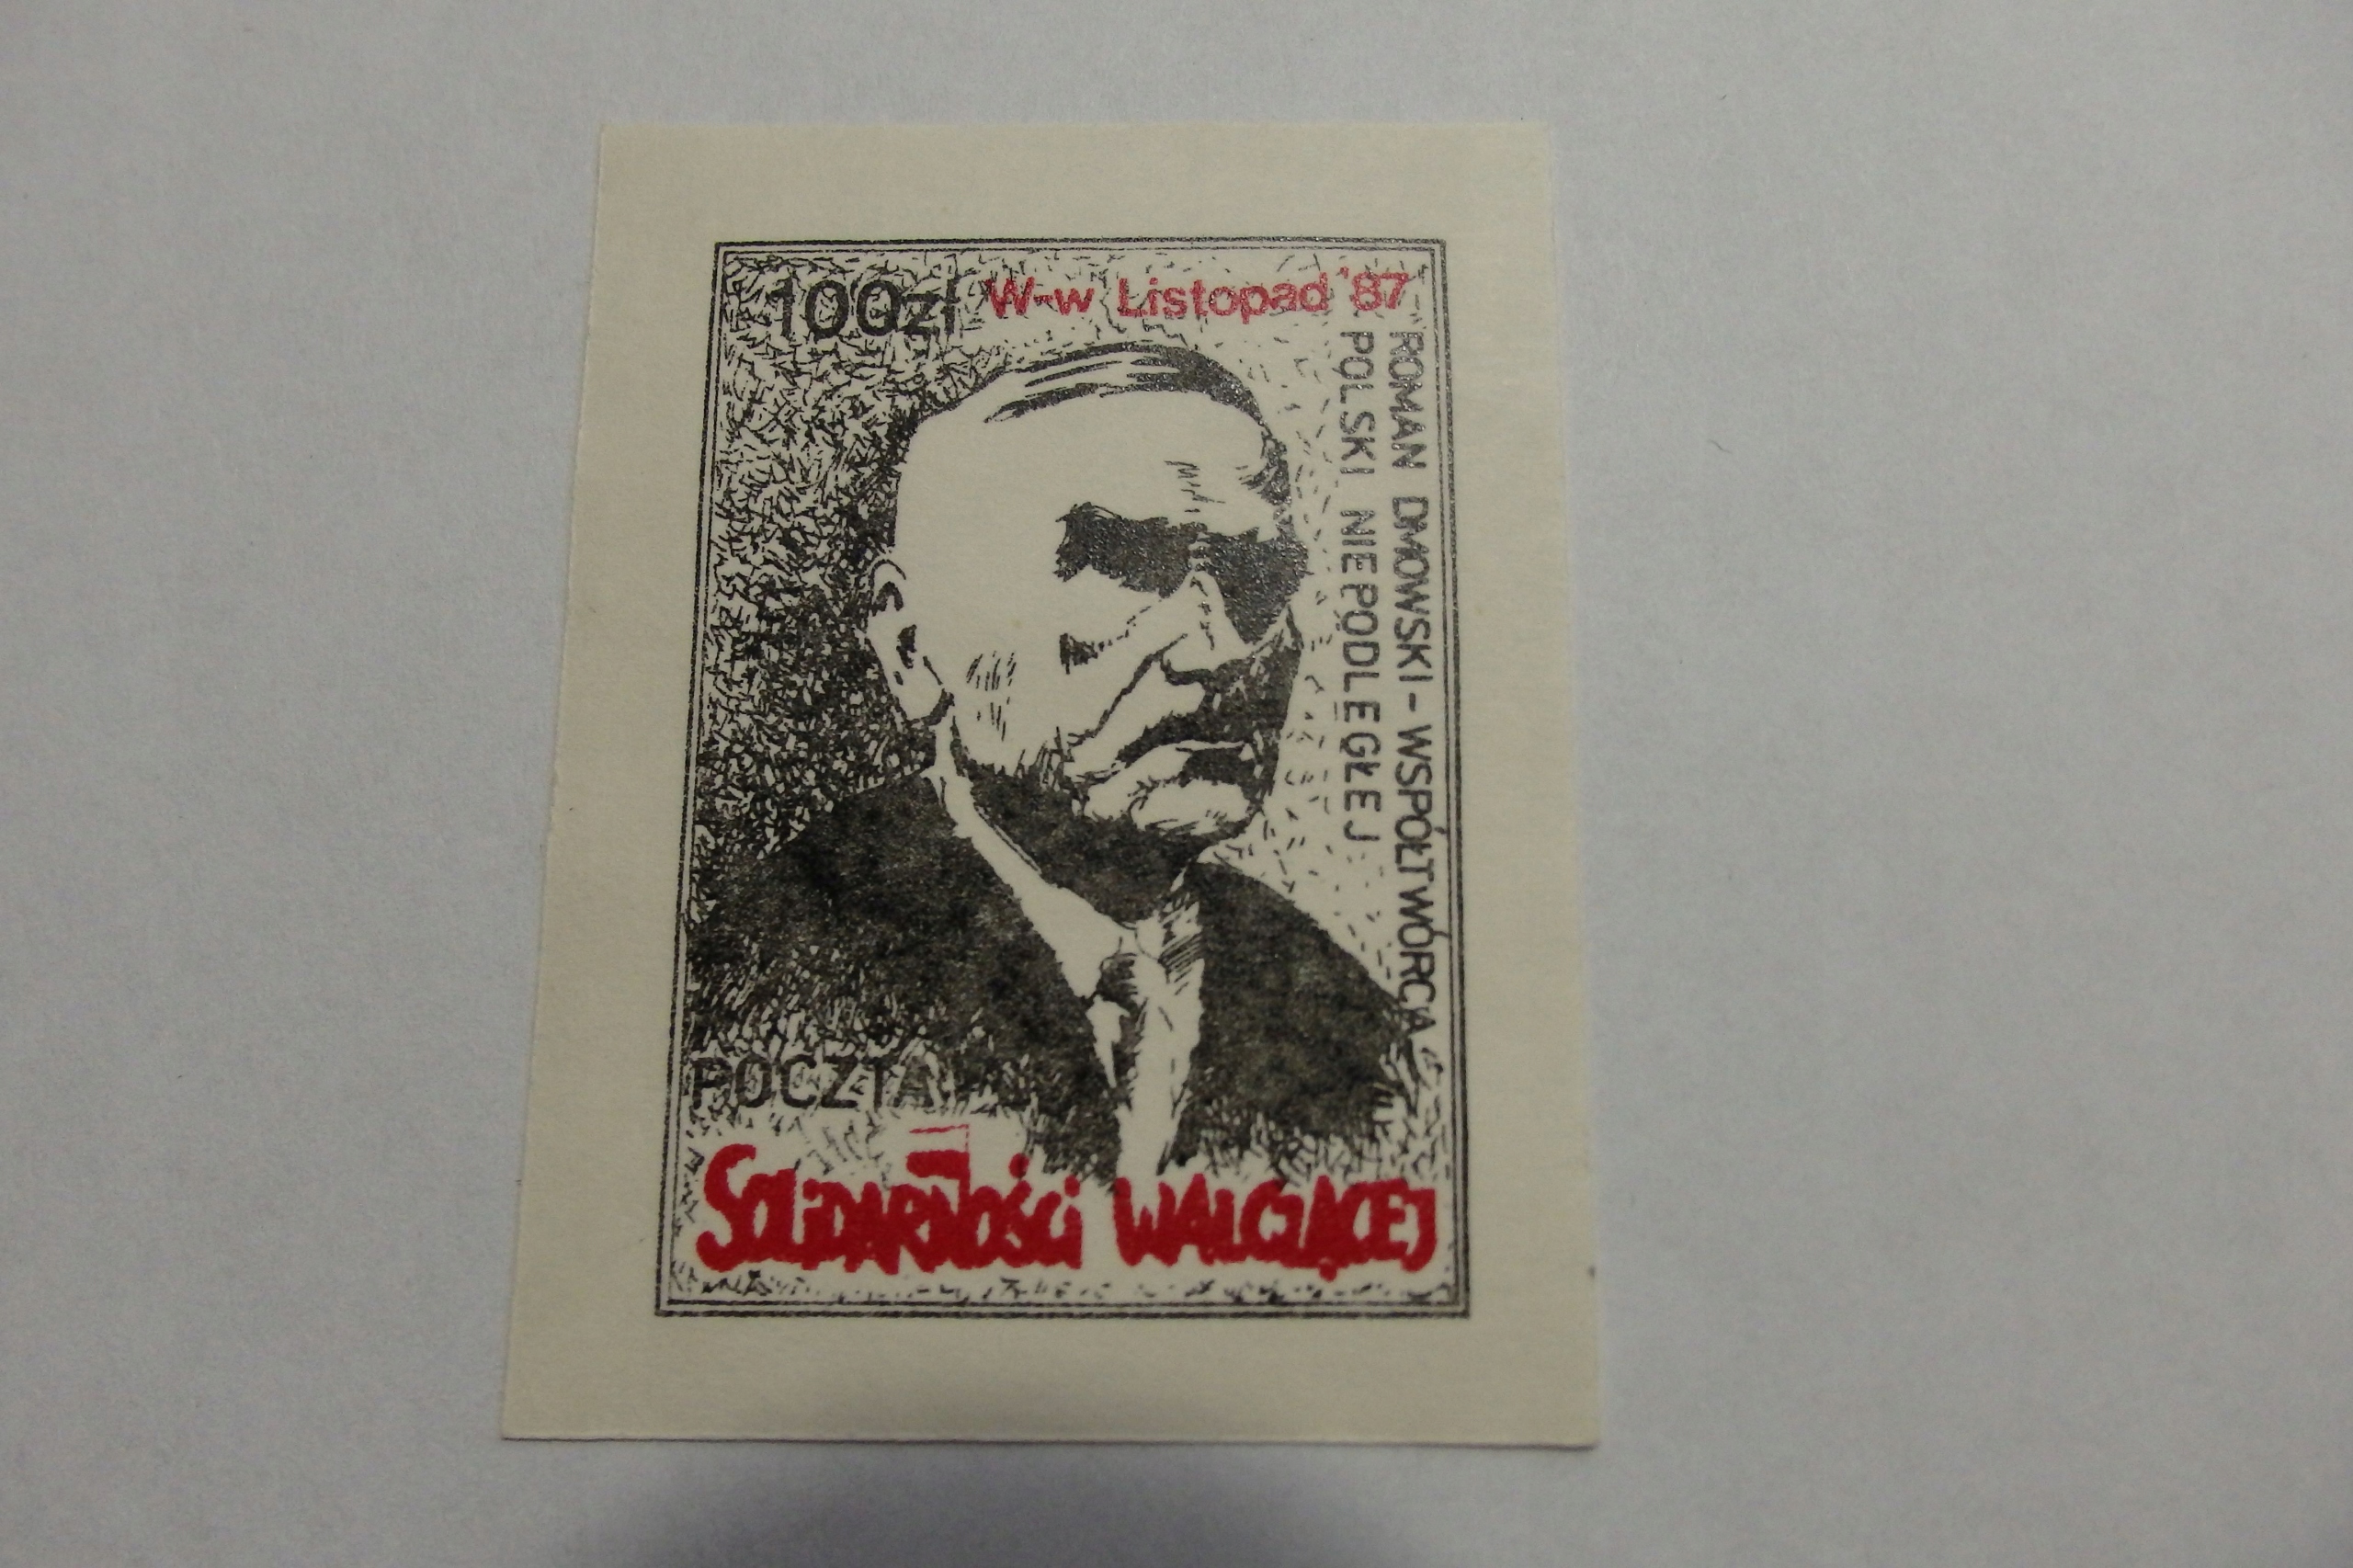 100zł W-w Listopad '87
ROMAN DMOWSKI - WSPÓŁTWÓRCA
POLSKI NIEPODLEGŁEJ
POCZTA
SOLiDARNOŚCi WALCZĄCEJ